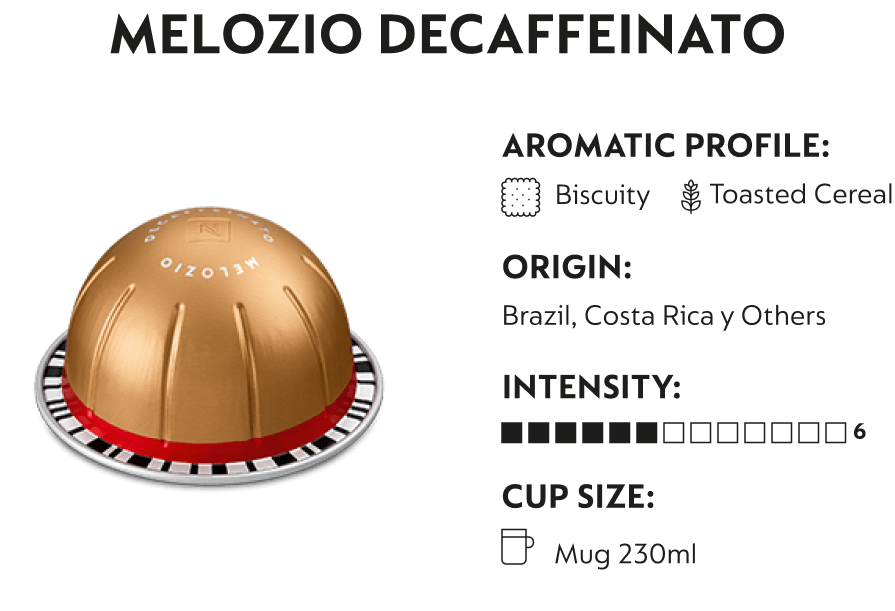 MELOZIO DECAFFEINATO
AROMATIC PROFILE:
Biscuity Toasted Cereal
ORIGIN:
Brazil, Costa Rica y Others
INTENSITY:
6
CUP SIZE:
Mug 230ml
DECAFFEINATO
N
MELOZIO